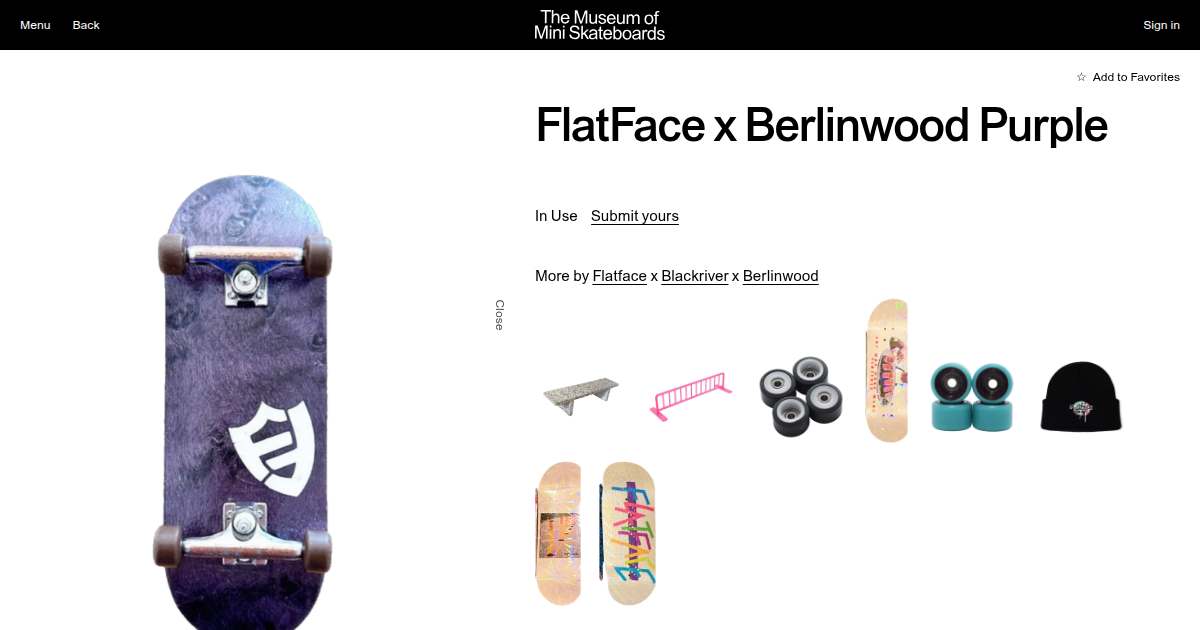 Menu
Back
The Museum of
Mini Skateboards
Sign in
☆ Add to Favorites
FlatFace x Berlinwood Purple
In Use Submit yours
More by Flatface x Blackriver x Berlinwood
Close
FLATFACE